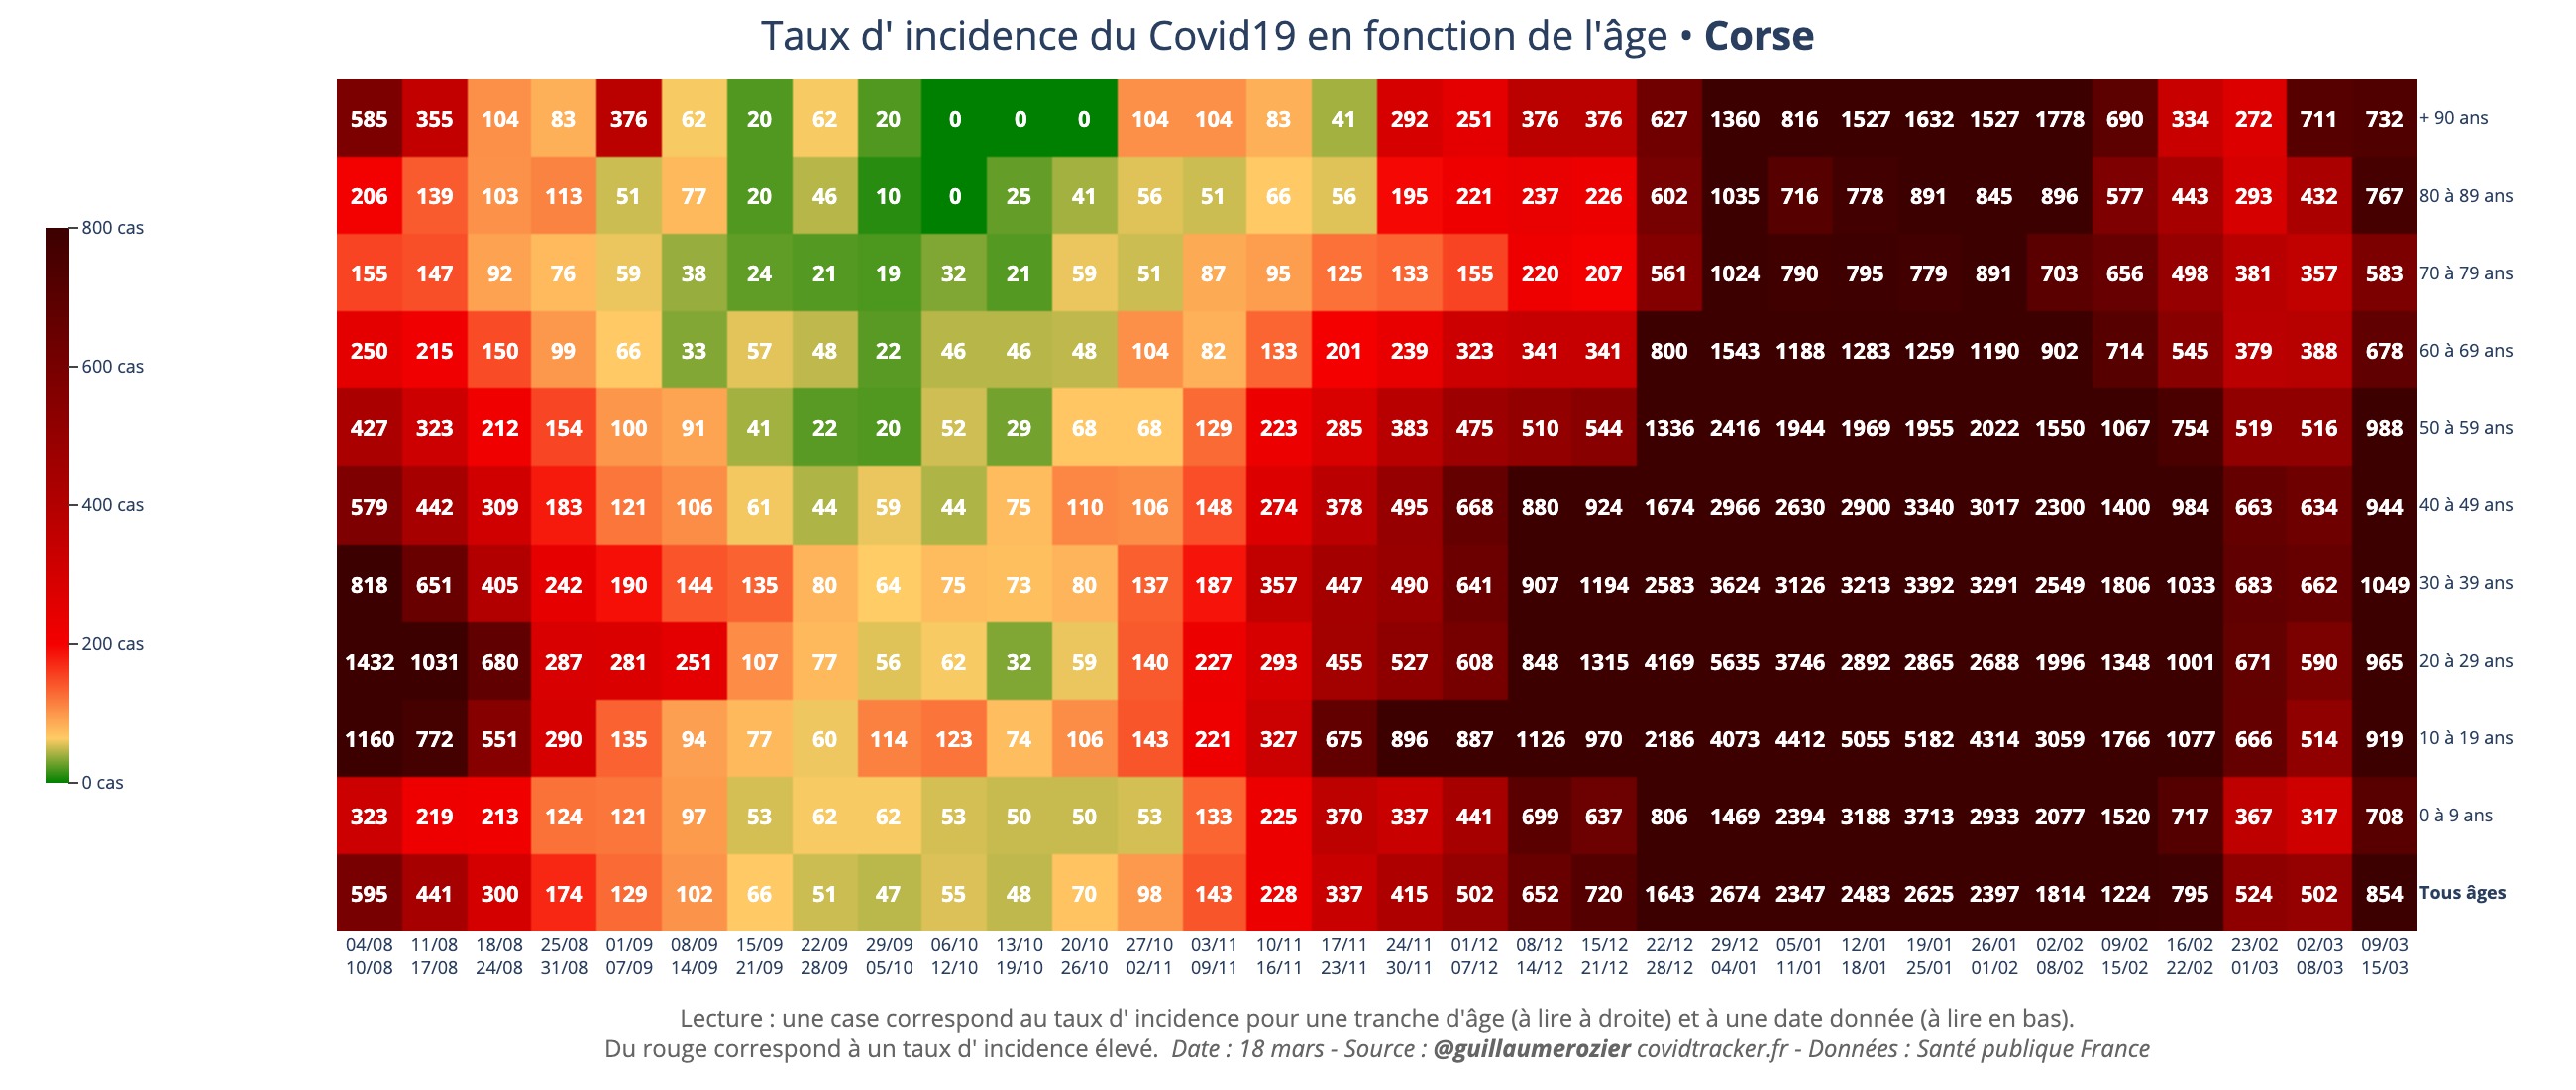 Taux d' incidence du Covid19 en fonction de l'âge • Corse
800 cas
600 cas
400 cas
200 cas
0 cas
585 355 104 83 376 62 20 62 20 0 0 0 104 104 83 41 292 251 376 376 627 1360 816 1527 1632 1527 1778 690 334 272 711 732 + 90 ans
206 139 103 113 51 77 20 46 10 0 25 41 56 51 66 56 195 221 237 226 602 1035 716 778 891 845 896 577 443 293 432 767 80 à 89 ans
155 147 92 76 59 38 24 21 19 32 21 59 51 87 95 125 133 155 220 207 561 1024 790 795 779 891 703 656 498 381 357 583 70 à 79 ans
250 215 150 99 66 33 57 48 22 46 46 48 104 82 133 201 239 323 341 341 800 1543 1188 1283 1259 1190 902 714 545 379 388 678 60 à 69 ans
427 323 212 154 100 91 41 22 20 52 29 68 68 129 223 285 383 475 510 544 1336 2416 1944 1969 1955 2022 1550 1067 754 519 516 988 50 à 59 ans
579 442 309 183 121 106 61 44 59 44 75 110 106 148 274 378 495 668 880 924 1674 2966 2630 2900 3340 3017 2300 1400 984 663 634 944 40 à 49 ans
818 651 405 242 190 144 135 80 64 75 73 80 137 187 357 447 490 641 907 1194 2583 3624 3126 3213 3392 3291 2549 1806 1033 683 662 1049 30 à 39 ans
1432 1031 680 287 281 251 107 77 56 62 32 59 140 227 293 455 527 608 848 1315 4169 5635 3746 2892 2865 2688 1996 1348 1001 671 590 965 20 à 29 ans
1160 772 551 290 135 94 77 60 114 123 74 106 143 221 327 675 896 887 1126 970 2186 4073 4412 5055 5182 4314 3059 1766 1077 666 514 919 10 à 19 ans
323 219 213 124 121 97 53 62 62 53 50 50 53 133 225 370 337 441 699 637 806 1469 2394 3188 3713 2933 2077 1520 717 367 317 708 0 à 9 ans
595 441 300 174 129 102 66 51 47 55 48 70 98 143 228 337 415 502 652 720 1643 2674 2347 2483 2625 2397 1814 1224 795 524 502 854 Tous âges
04/08 11/08 18/08 25/08 01/09 08/09 15/09 22/09 29/09 06/10 13/10 20/10 27/10 03/11 10/11 17/11 24/11 01/12 08/12 15/12 22/12 29/12 05/01 12/01 19/01 26/01 02/02 09/02 16/02 23/02 02/03 09/03
10/08 17/08 24/08 31/08 07/09 14/09 21/09 28/09 05/10 12/10 19/10 26/10 02/11 09/11 16/11 23/11 30/11 07/12 14/12 21/12 28/12 04/01 11/01 18/01 25/01 01/02 08/02 15/02 22/02 01/03 08/03 15/03
Lecture : une case correspond au taux d' incidence pour une tranche d'âge (à lire à droite) et à une date donnée (à lire en bas).
Du rouge correspond à un taux d' incidence élevé. Date : 18 mars - Source : @guillaumerozier covidtracker.fr - Données : Santé publique France